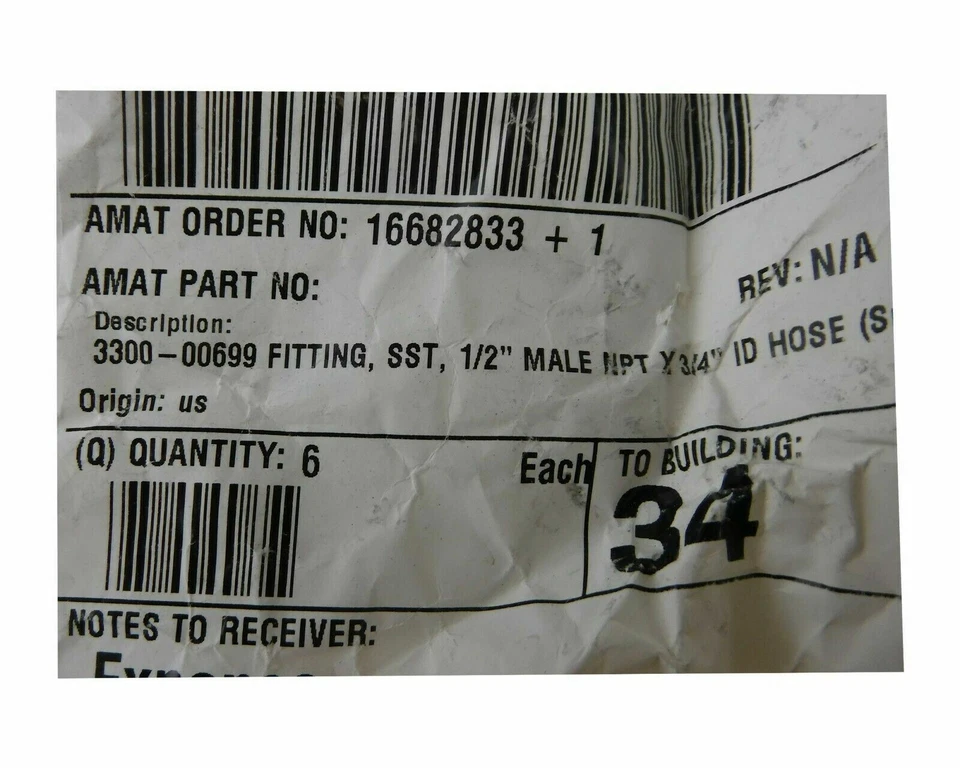 AMAT ORDER NO: 16682833 + 1
AMAT PART NO: REV: N/A
Description:
3300-00699 FITTING, SST, 1/2" MALE NPT X 3/4" ID HOSE (S
Origin: us
(Q) QUANTITY: 6 Each TO BUILDING:
34
NOTES TO RECEIVER: